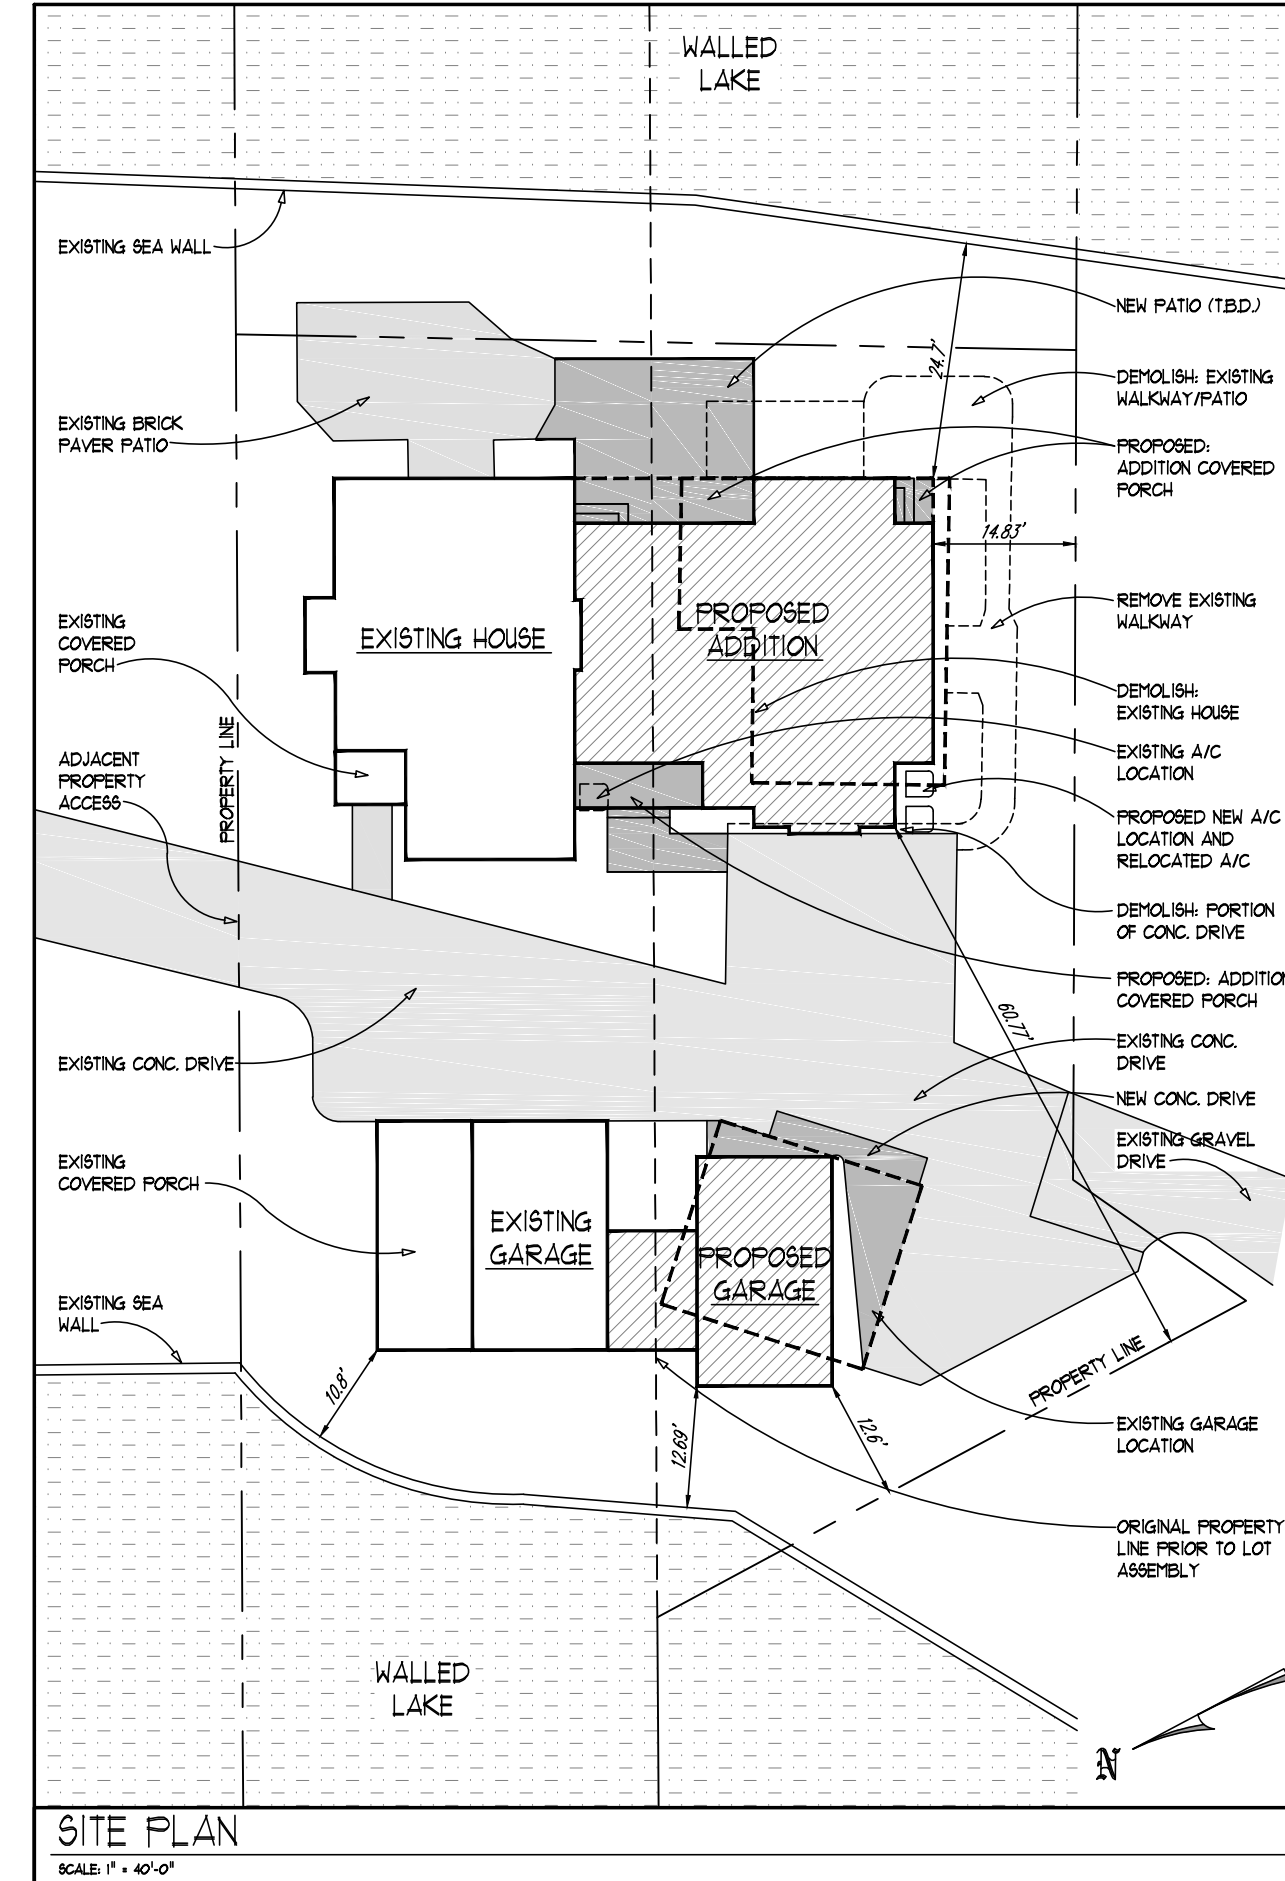 WALLED
LAKE
EXISTING SEA WALL
NEW PATIO (T.B.D.)
24.7'
DEMOLISH: EXISTING
WALKWAY/PATIO
EXISTING BRICK
PAVER PATIO
PROPOSED:
ADDITION COVERED
PORCH
14.83'
EXISTING
COVERED
PORCH
EXISTING HOUSE
PROPOSED
ADDITION
REMOVE EXISTING
WALKWAY
DEMOLISH:
EXISTING HOUSE
PROPERTY LINE
ADJACENT
PROPERTY
ACCESS
EXISTING A/C
LOCATION
PROPOSED NEW A/C
LOCATION AND
RELOCATED A/C
DEMOLISH: PORTION
OF CONC. DRIVE
PROPOSED: ADDITION
COVERED PORCH
60.77'
EXISTING CONC. DRIVE
EXISTING CONC.
DRIVE
NEW CONC. DRIVE
EXISTING GRAVEL
DRIVE
EXISTING
COVERED PORCH
EXISTING
GARAGE
PROPOSED
GARAGE
EXISTING SEA
WALL
10.8'
12.69'
12.6'
PROPERTY LINE
EXISTING GARAGE
LOCATION
ORIGINAL PROPERTY
LINE PRIOR TO LOT
ASSEMBLY
WALLED
LAKE
N
SITE PLAN
SCALE: 1" = 40'-0"